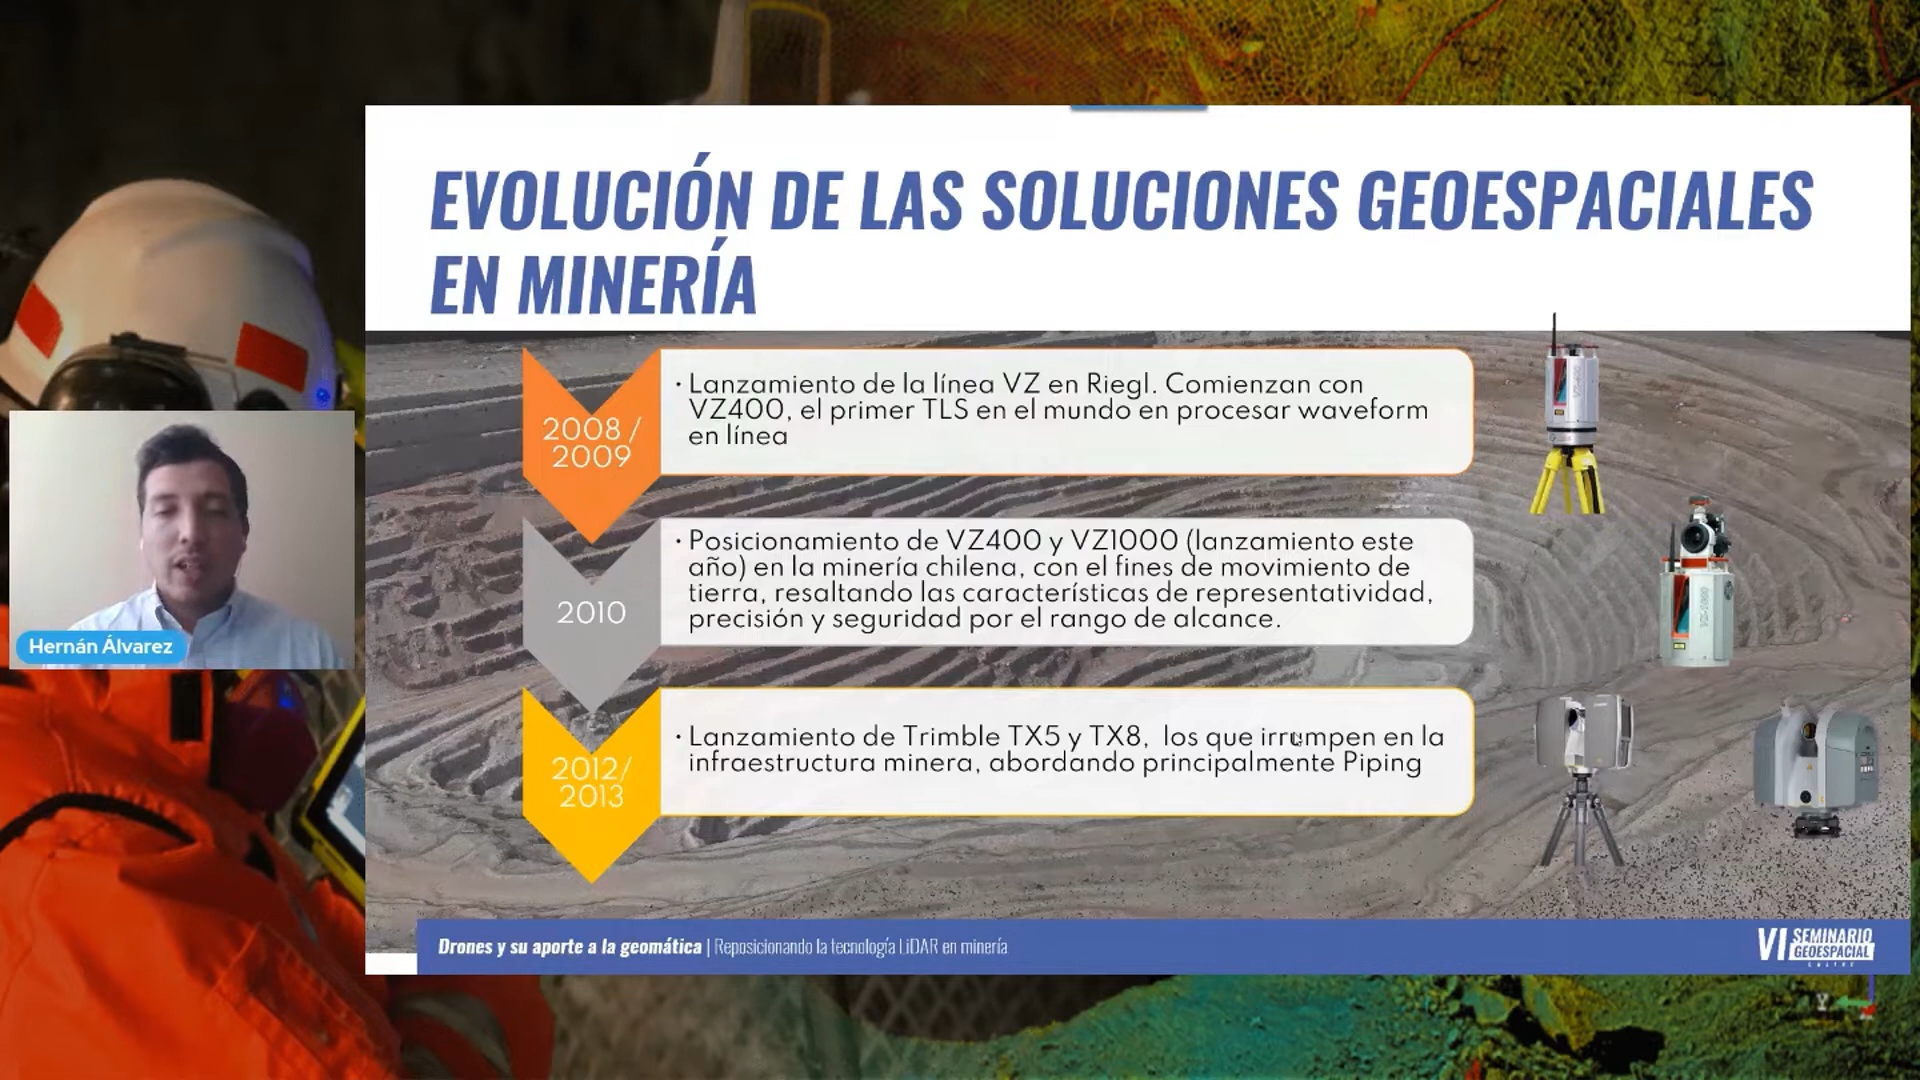 EVOLUCIÓN DE LAS SOLUCIONES GEOESPACIALES
EN MINERÍA
2008 /
2009
• Lanzamiento de la línea VZ en Riegl. Comienzan con
VZ400, el primer TLS en el mundo en procesar waveform
en línea
2010
• Posicionamiento de VZ400 y VZ1000 (lanzamiento este
año) en la minería chilena, con el fines de movimiento de
tierra, resaltando las características de representatividad,
precisión y seguridad por el rango de alcance.
2012/
2013
• Lanzamiento de Trimble TX5 y TX8, los que irrumpen en la
infraestructura minera, abordando principalmente Piping
Hernán Álvarez
Drones y su aporte a la geomática | Reposicionando la tecnología LiDAR en minería
VI SEMINARIO
GEOESPACIAL
Y